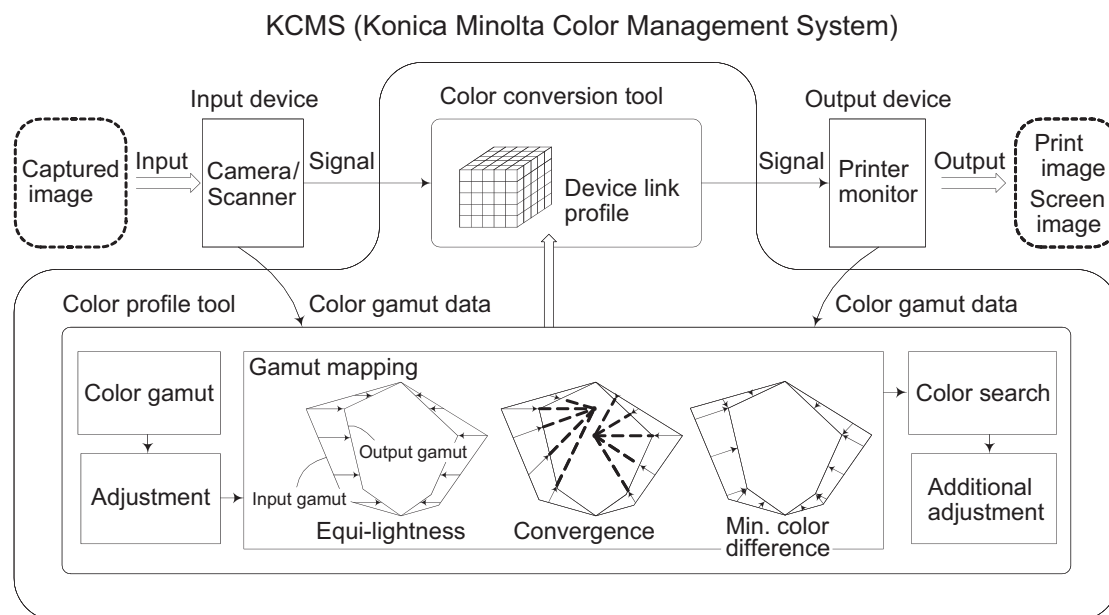 KCMS (Konica Minolta Color Management System)
Input device
Color conversion tool
Output device
Captured
image
Input
Camera/
Scanner
Signal
Device link
profile
Signal
Printer
monitor
Output
Print
image
Screen
image
Color profile tool
Color gamut data
Color gamut data
Color gamut
Adjustment
Gamut mapping
Output gamut
Input gamut
Equi-lightness
Convergence
Min. color
difference
Color search
Additional
adjustment